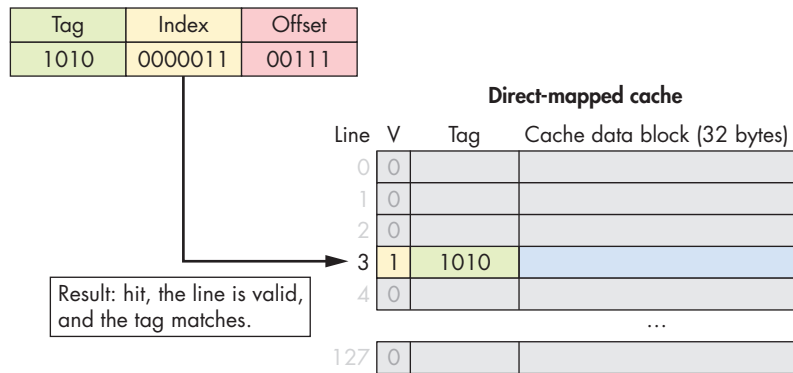 Tag Index Offset
1010 0000011 00111
Direct-mapped cache
Line V Tag Cache data block (32 bytes)
0 0
1 0
2 0
3 1 1010
4 0
Result: hit, the line is valid,
and the tag matches.
...
127 0